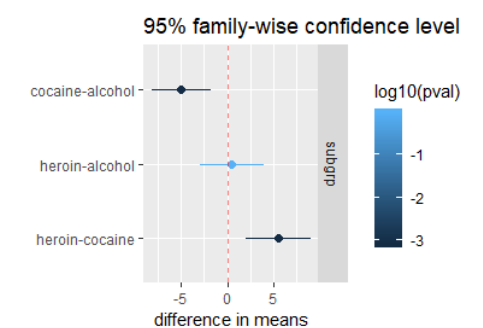 95% family-wise confidence level
cocaine-alcohol
heroin-alcohol
heroin-cocaine
subgrp
-5 0 5
difference in means
log10(pval)
-1
-2
-3